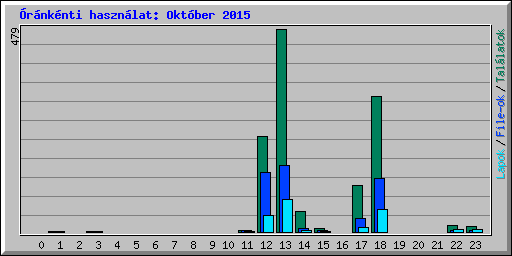 Óránkénti használat: Október 2015
479
Lapok / File-ok / Találatok
0 1 2 3 4 5 6 7 8 9 10 11 12 13 14 15 16 17 18 19 20 21 22 23